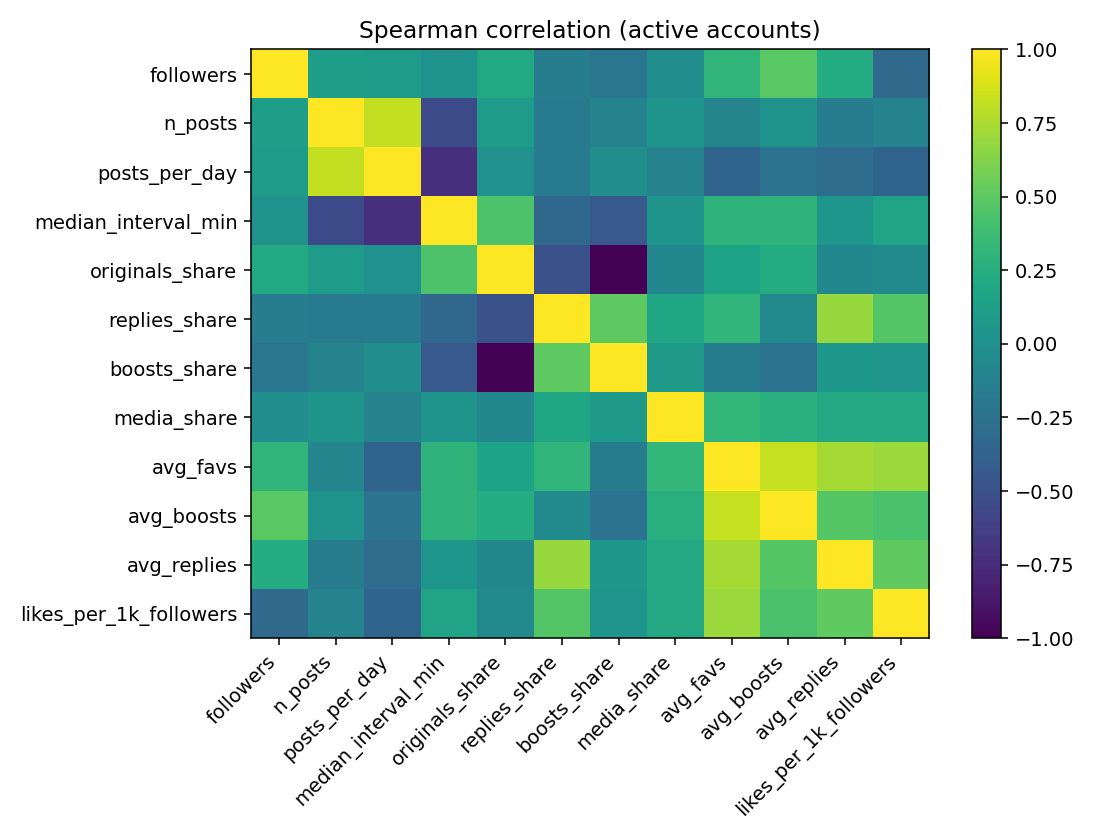 Spearman correlation (active accounts)
followers
n_posts
posts_per_day
median_interval_min
originals_share
replies_share
boosts_share
media_share
avg_favs
avg_boosts
avg_replies
likes_per_1k_followers
followers
n_posts
posts_per_day
median_interval_min
originals_share
replies_share
boosts_share
media_share
avg_favs
avg_boosts
avg_replies
likes_per_1k_followers
1.00
0.75
0.50
0.25
0.00
−0.25
−0.50
−0.75
−1.00